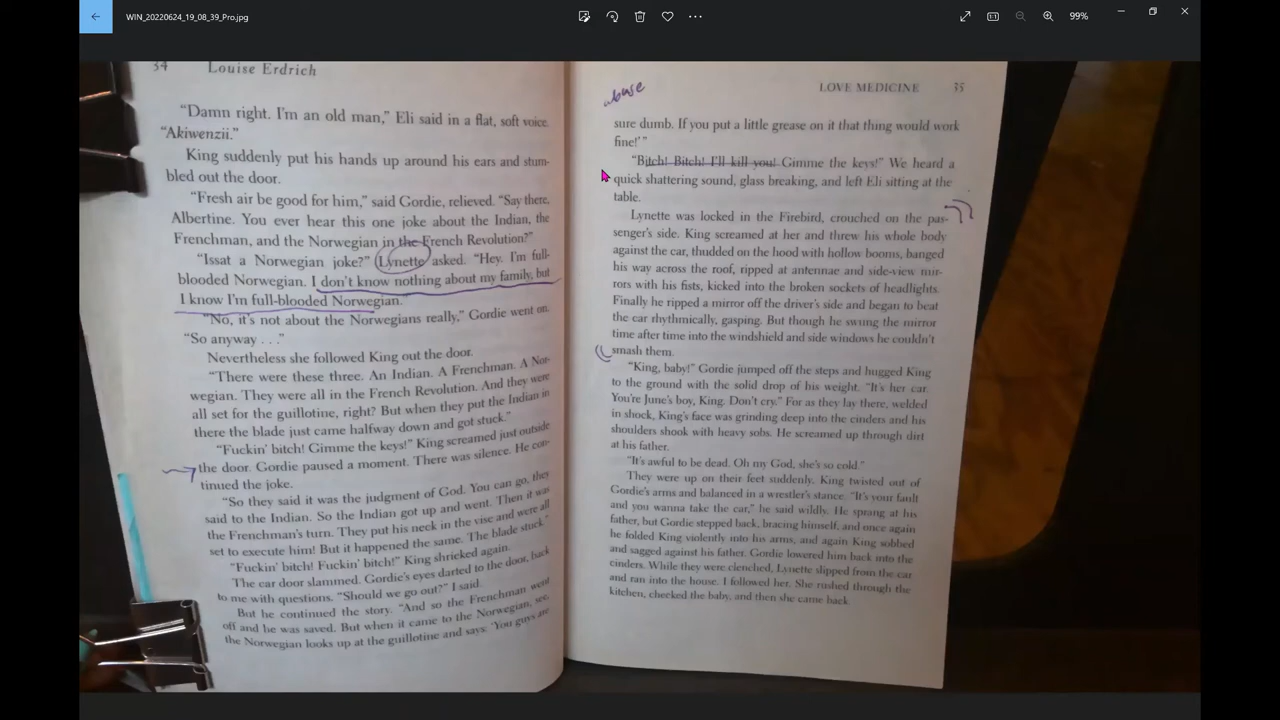 WIN_20220624_19_08_39_Pro.jpg
99%
34 Louise Erdrich
"Damn right. I'm an old man," Eli said in a flat, soft voice.
"Akiwenzii."
King suddenly put his hands up around his ears and stum-
bled out the door.
"Fresh air be good for him," said Gordie, relieved. "Say there,
Albertine. You ever hear this one joke about the Indian, the
Frenchman, and the Norwegian in the French Revolution?"
"Issat a Norwegian joke?" Lynette asked. "Hey. I'm full-
blooded Norwegian. I don't know nothing about my family, but
I know I'm full-blooded Norwegian."
"No, it's not about the Norwegians really," Gordie went on.
"So anyway . . ."
Nevertheless she followed King out the door.
"There were these three. An Indian. A Frenchman. A Nor-
wegian. They were all in the French Revolution. And they were
all set for the guillotine, right? But when they put the Indian in
there the blade just came halfway down and got stuck."
"Fuckin' bitch! Gimme the keys!" King screamed just outside
the door. Gordie paused a moment. There was silence. He con-
tinued the joke.
"So they said it was the judgment of God. You can go, they
said to the Indian. So the Indian got up and went. Then it was
the Frenchman's turn. They put his neck in the vise and were all
set to execute him! But it happened the same. The blade stuck."
"Fuckin' bitch! Fuckin' bitch!" King shrieked again.
The car door slammed. Gordie's eyes darted to the door, back
to me with questions. "Should we go out?" I said.
But he continued the story. "And so the Frenchman went
off and he was saved. But when it came to the Norwegian, see,
the Norwegian looks up at the guillotine and says: 'You guys are
abuse
LOVE MEDICINE 35
sure dumb. If you put a little grease on it that thing would work
fine!' "
"Bitch! Bitch! I'll kill you! Gimme the keys!" We heard a
quick shattering sound, glass breaking, and left Eli sitting at the
table.
Lynette was locked in the Firebird, crouched on the pas-
senger's side. King screamed at her and threw his whole body
against the car, thudded on the hood with hollow booms, banged
his way across the roof, ripped at antennae and side-view mir-
rors with his fists, kicked into the broken sockets of headlights.
Finally he ripped a mirror off the driver's side and began to beat
the car rhythmically, gasping. But though he swung the mirror
time after time into the windshield and side windows he couldn't
smash them.
"King, baby!" Gordie jumped off the steps and hugged King
to the ground with the solid drop of his weight. "It's her car.
You're June's boy, King. Don't cry." For as they lay there, welded
in shock, King's face was grinding deep into the cinders and his
shoulders shook with heavy sobs. He screamed up through dirt
at his father.
"It's awful to be dead. Oh my God, she's so cold."
They were up on their feet suddenly. King twisted out of
Gordie's arms and balanced in a wrestler's stance. "It's your fault
and you wanna take the car," he said wildly. He sprang at his
father, but Gordie stepped back, bracing himself, and once again
he folded King violently into his arms, and again King sobbed
and sagged against his father. Gordie lowered him back into the
cinders. While they were clenched, Lynette slipped from the car
and ran into the house. I followed her. She rushed through the
kitchen, checked the baby, and then she came back.